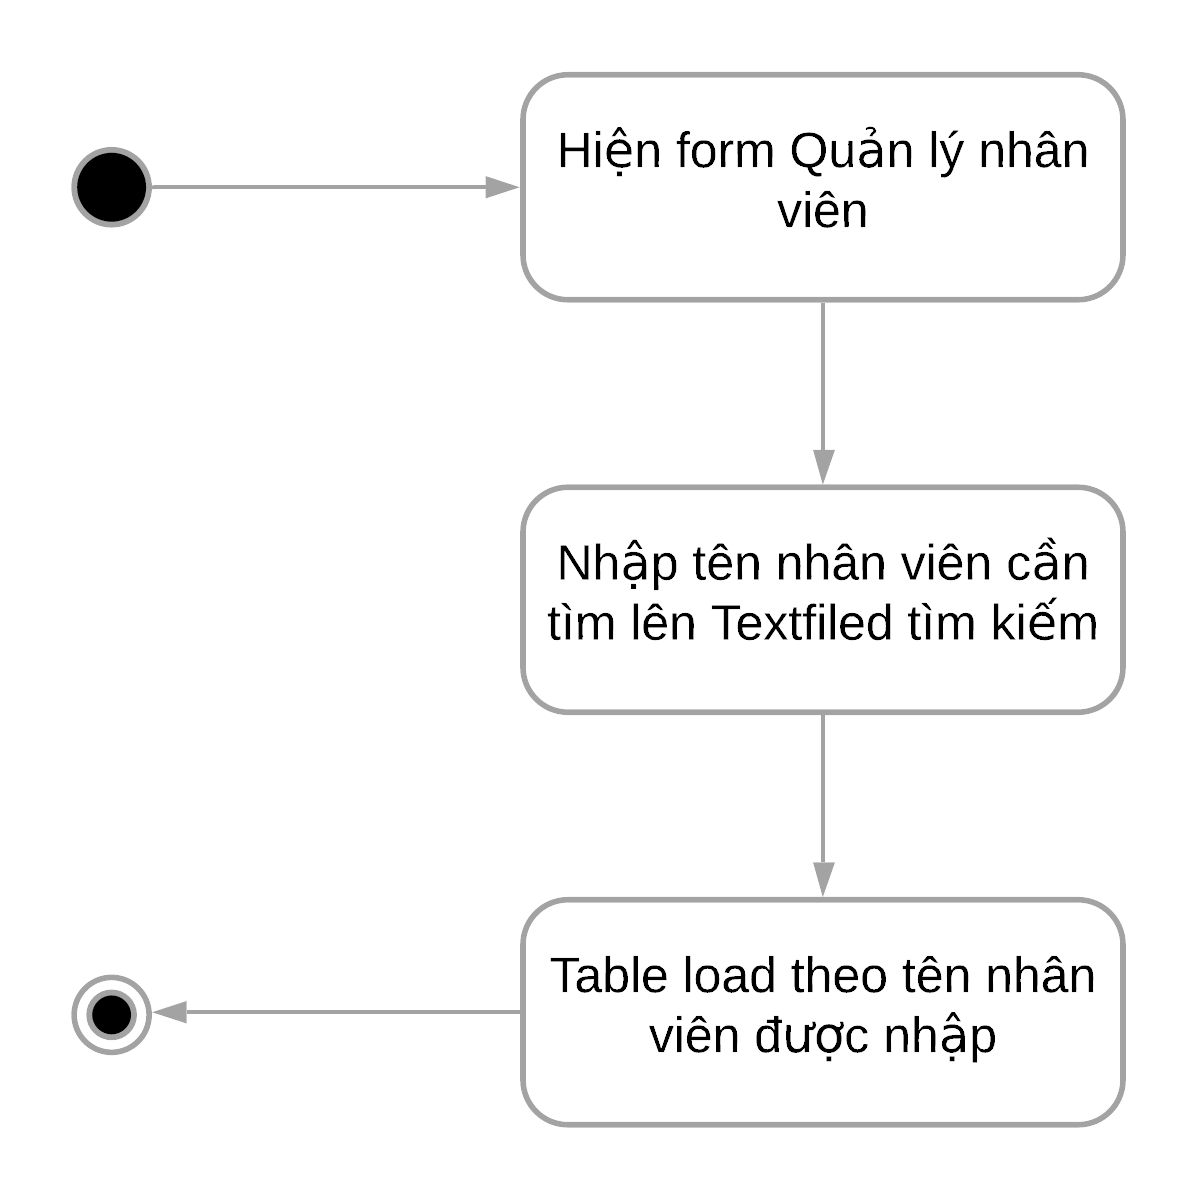 Hiện form Quản lý nhân
viên
Nhập tên nhân viên cần
tìm lên Textfiled tìm kiếm
Table load theo tên nhân
viên được nhập